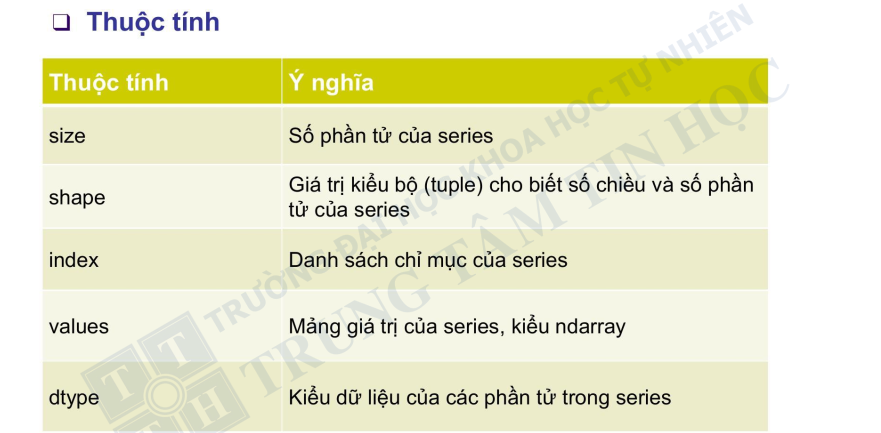 Thuộc tính
Thuộc tính Ý nghĩa
size Số phần tử của series
shape Giá trị kiểu bộ (tuple) cho biết số chiều và số phần
tử của series
index Danh sách chỉ mục của series
values Mảng giá trị của series, kiểu ndarray
dtype Kiểu dữ liệu của các phần tử trong series
TRƯỜNG ĐẠI HỌC KHOA HỌC TỰ NHIÊN
TRUNG TÂM TIN HỌC
T T
T H